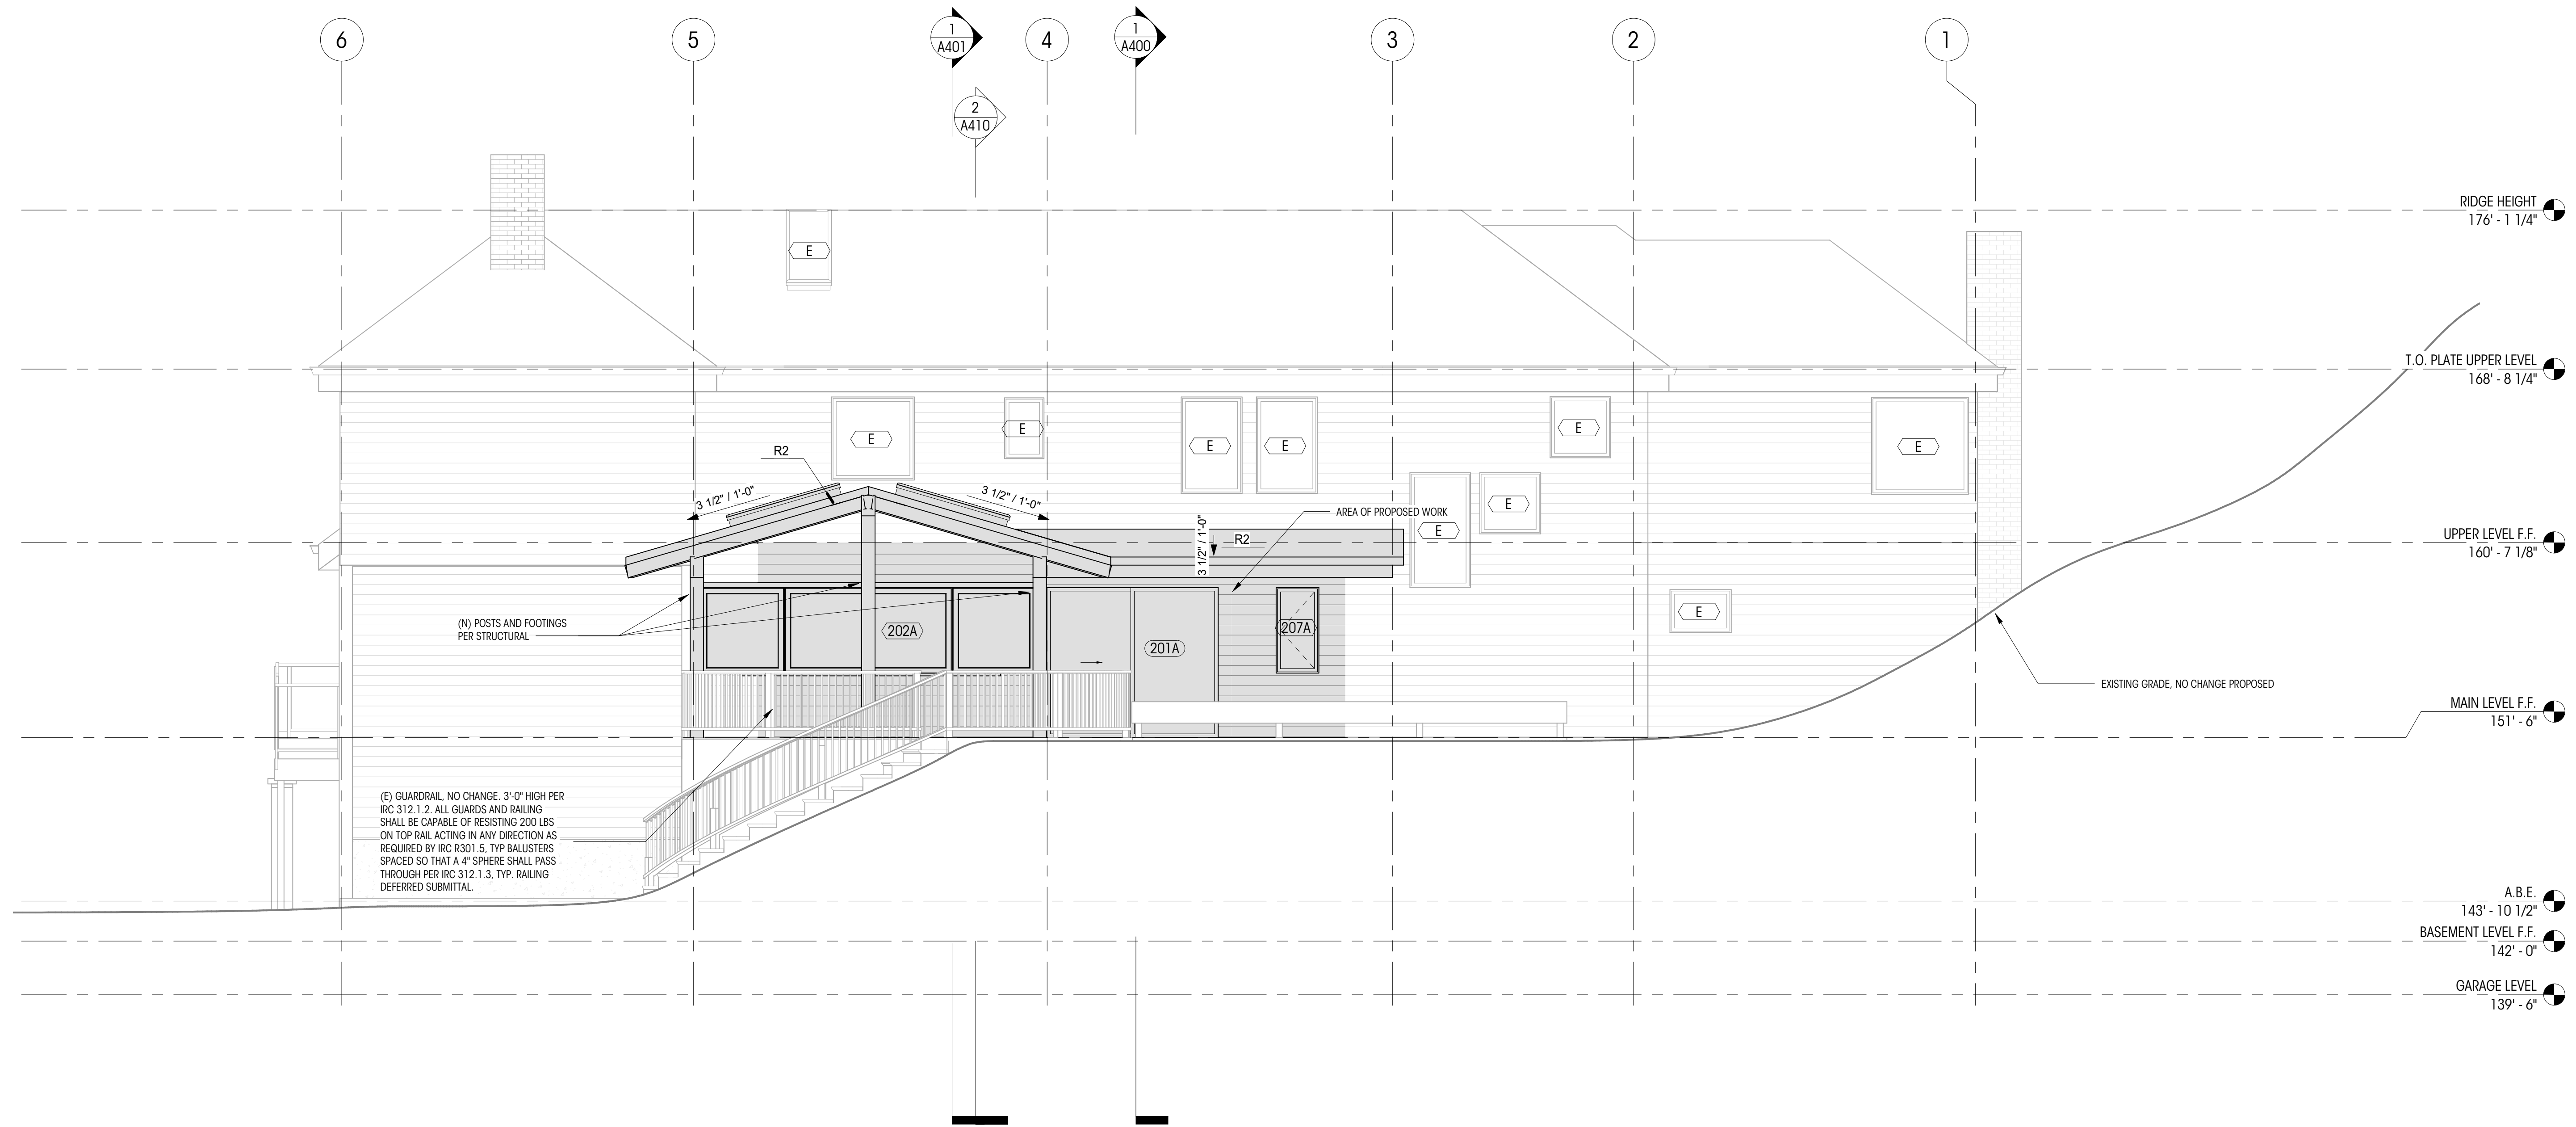 6
5
1
A401
4
1
A400
3
2
1
2
A410
RIDGE HEIGHT
176' - 1 1/4"
E
T.O. PLATE UPPER LEVEL
168' - 8 1/4"
E
E
E
E
E
E
R2
3 1/2" / 1'-0"
3 1/2" / 1'-0"
E
AREA OF PROPOSED WORK
E
3 1/2" / 1'-0"
R2
UPPER LEVEL F.F.
160' - 7 1/8"
E
(N) POSTS AND FOOTINGS
PER STRUCTURAL
202A
207A
201A
EXISTING GRADE, NO CHANGE PROPOSED
MAIN LEVEL F.F.
151' - 6"
(E) GUARDRAIL, NO CHANGE. 3'-0" HIGH PER
IRC 312.1.2. ALL GUARDS AND RAILING
SHALL BE CAPABLE OF RESISTING 200 LBS
ON TOP RAIL ACTING IN ANY DIRECTION AS
REQUIRED BY IRC R301.5, TYP BALUSTERS
SPACED SO THAT A 4" SPHERE SHALL PASS
THROUGH PER IRC 312.1.3, TYP. RAILING
DEFERRED SUBMITTAL.
A.B.E.
143' - 10 1/2"
BASEMENT LEVEL F.F.
142' - 0"
GARAGE LEVEL
139' - 6"